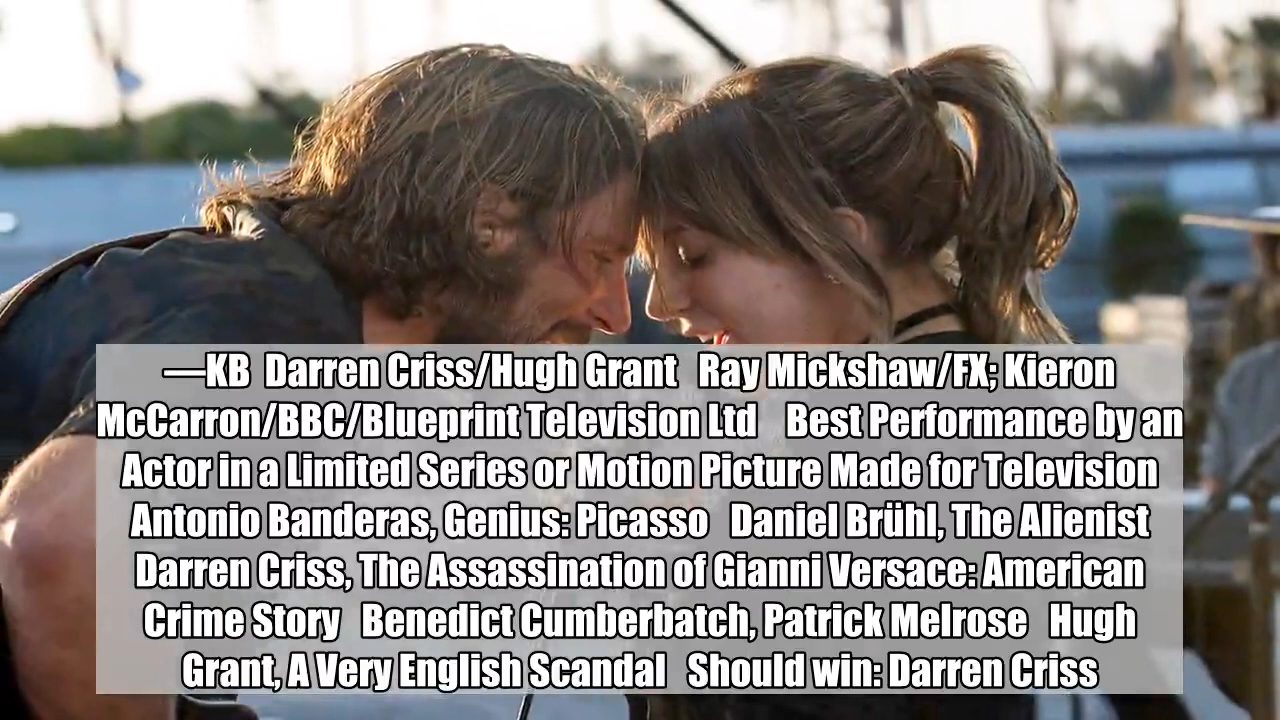 —KB Darren Criss/Hugh Grant Ray Mickshaw/FX; Kieron
McCarron/BBC/Blueprint Television Ltd Best Performance by an
Actor in a Limited Series or Motion Picture Made for Television
Antonio Banderas, Genius: Picasso Daniel Brühl, The Alienist
Darren Criss, The Assassination of Gianni Versace: American
Crime Story Benedict Cumberbatch, Patrick Melrose Hugh
Grant, A Very English Scandal Should win: Darren Criss